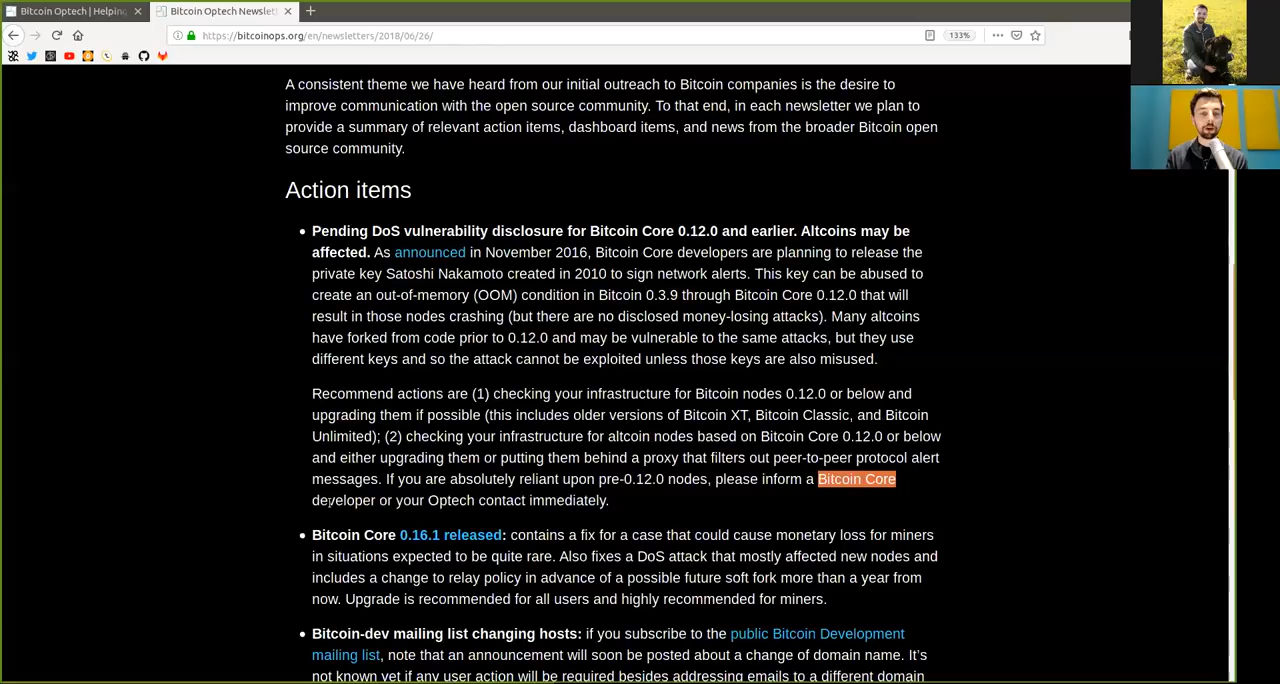 Bitcoin Optech | Helping
Bitcoin Optech Newslet
https://bitcoinops.org/en/newsletters/2018/06/26/
133%
A consistent theme we have heard from our initial outreach to Bitcoin companies is the desire to
improve communication with the open source community. To that end, in each newsletter we plan to
provide a summary of relevant action items, dashboard items, and news from the broader Bitcoin open
source community.
Action items
Pending DoS vulnerability disclosure for Bitcoin Core 0.12.0 and earlier. Altcoins may be
affected. As announced in November 2016, Bitcoin Core developers are planning to release the
private key Satoshi Nakamoto created in 2010 to sign network alerts. This key can be abused to
create an out-of-memory (OOM) condition in Bitcoin 0.3.9 through Bitcoin Core 0.12.0 that will
result in those nodes crashing (but there are no disclosed money-losing attacks). Many altcoins
have forked from code prior to 0.12.0 and may be vulnerable to the same attacks, but they use
different keys and so the attack cannot be exploited unless those keys are also misused.
Recommend actions are (1) checking your infrastructure for Bitcoin nodes 0.12.0 or below and
upgrading them if possible (this includes older versions of Bitcoin XT, Bitcoin Classic, and Bitcoin
Unlimited); (2) checking your infrastructure for altcoin nodes based on Bitcoin Core 0.12.0 or below
and either upgrading them or putting them behind a proxy that filters out peer-to-peer protocol alert
messages. If you are absolutely reliant upon pre-0.12.0 nodes, please inform a Bitcoin Core
developer or your Optech contact immediately.
Bitcoin Core 0.16.1 released: contains a fix for a case that could cause monetary loss for miners
in situations expected to be quite rare. Also fixes a DoS attack that mostly affected new nodes and
includes a change to relay policy in advance of a possible future soft fork more than a year from
now. Upgrade is recommended for all users and highly recommended for miners.
Bitcoin-dev mailing list changing hosts: if you subscribe to the public Bitcoin Development
mailing list, note that an announcement will soon be posted about a change of domain name. It's
not known yet if any user action will be required besides addressing emails to a different domain